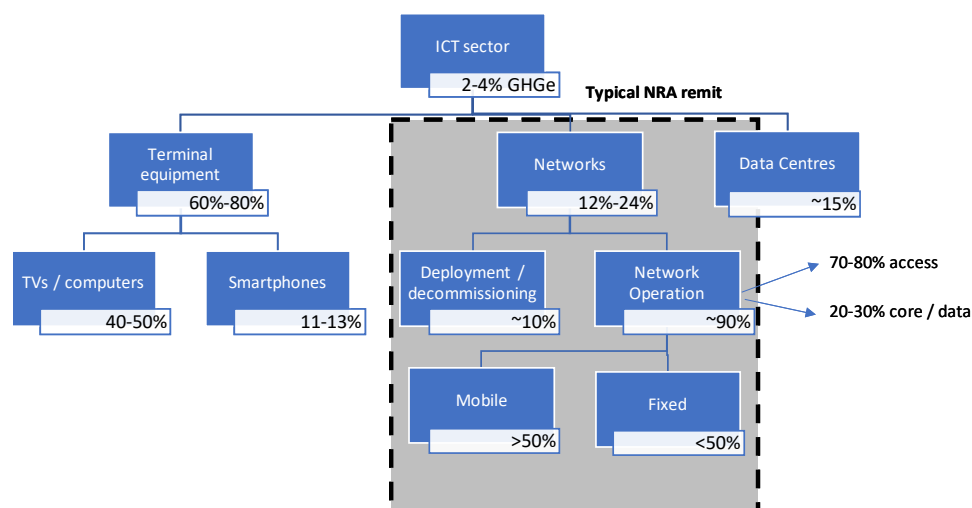 ICT sector
2-4% GHGe
Typical NRA remit
Terminal
equipment
60%-80%
Networks
12%-24%
Data Centres
~15%
TVs / computers
40-50%
Smartphones
11-13%
Deployment /
decommissioning
~10%
Network
Operation
~90%
70-80% access
20-30% core / data
Mobile
>50%
Fixed
<50%